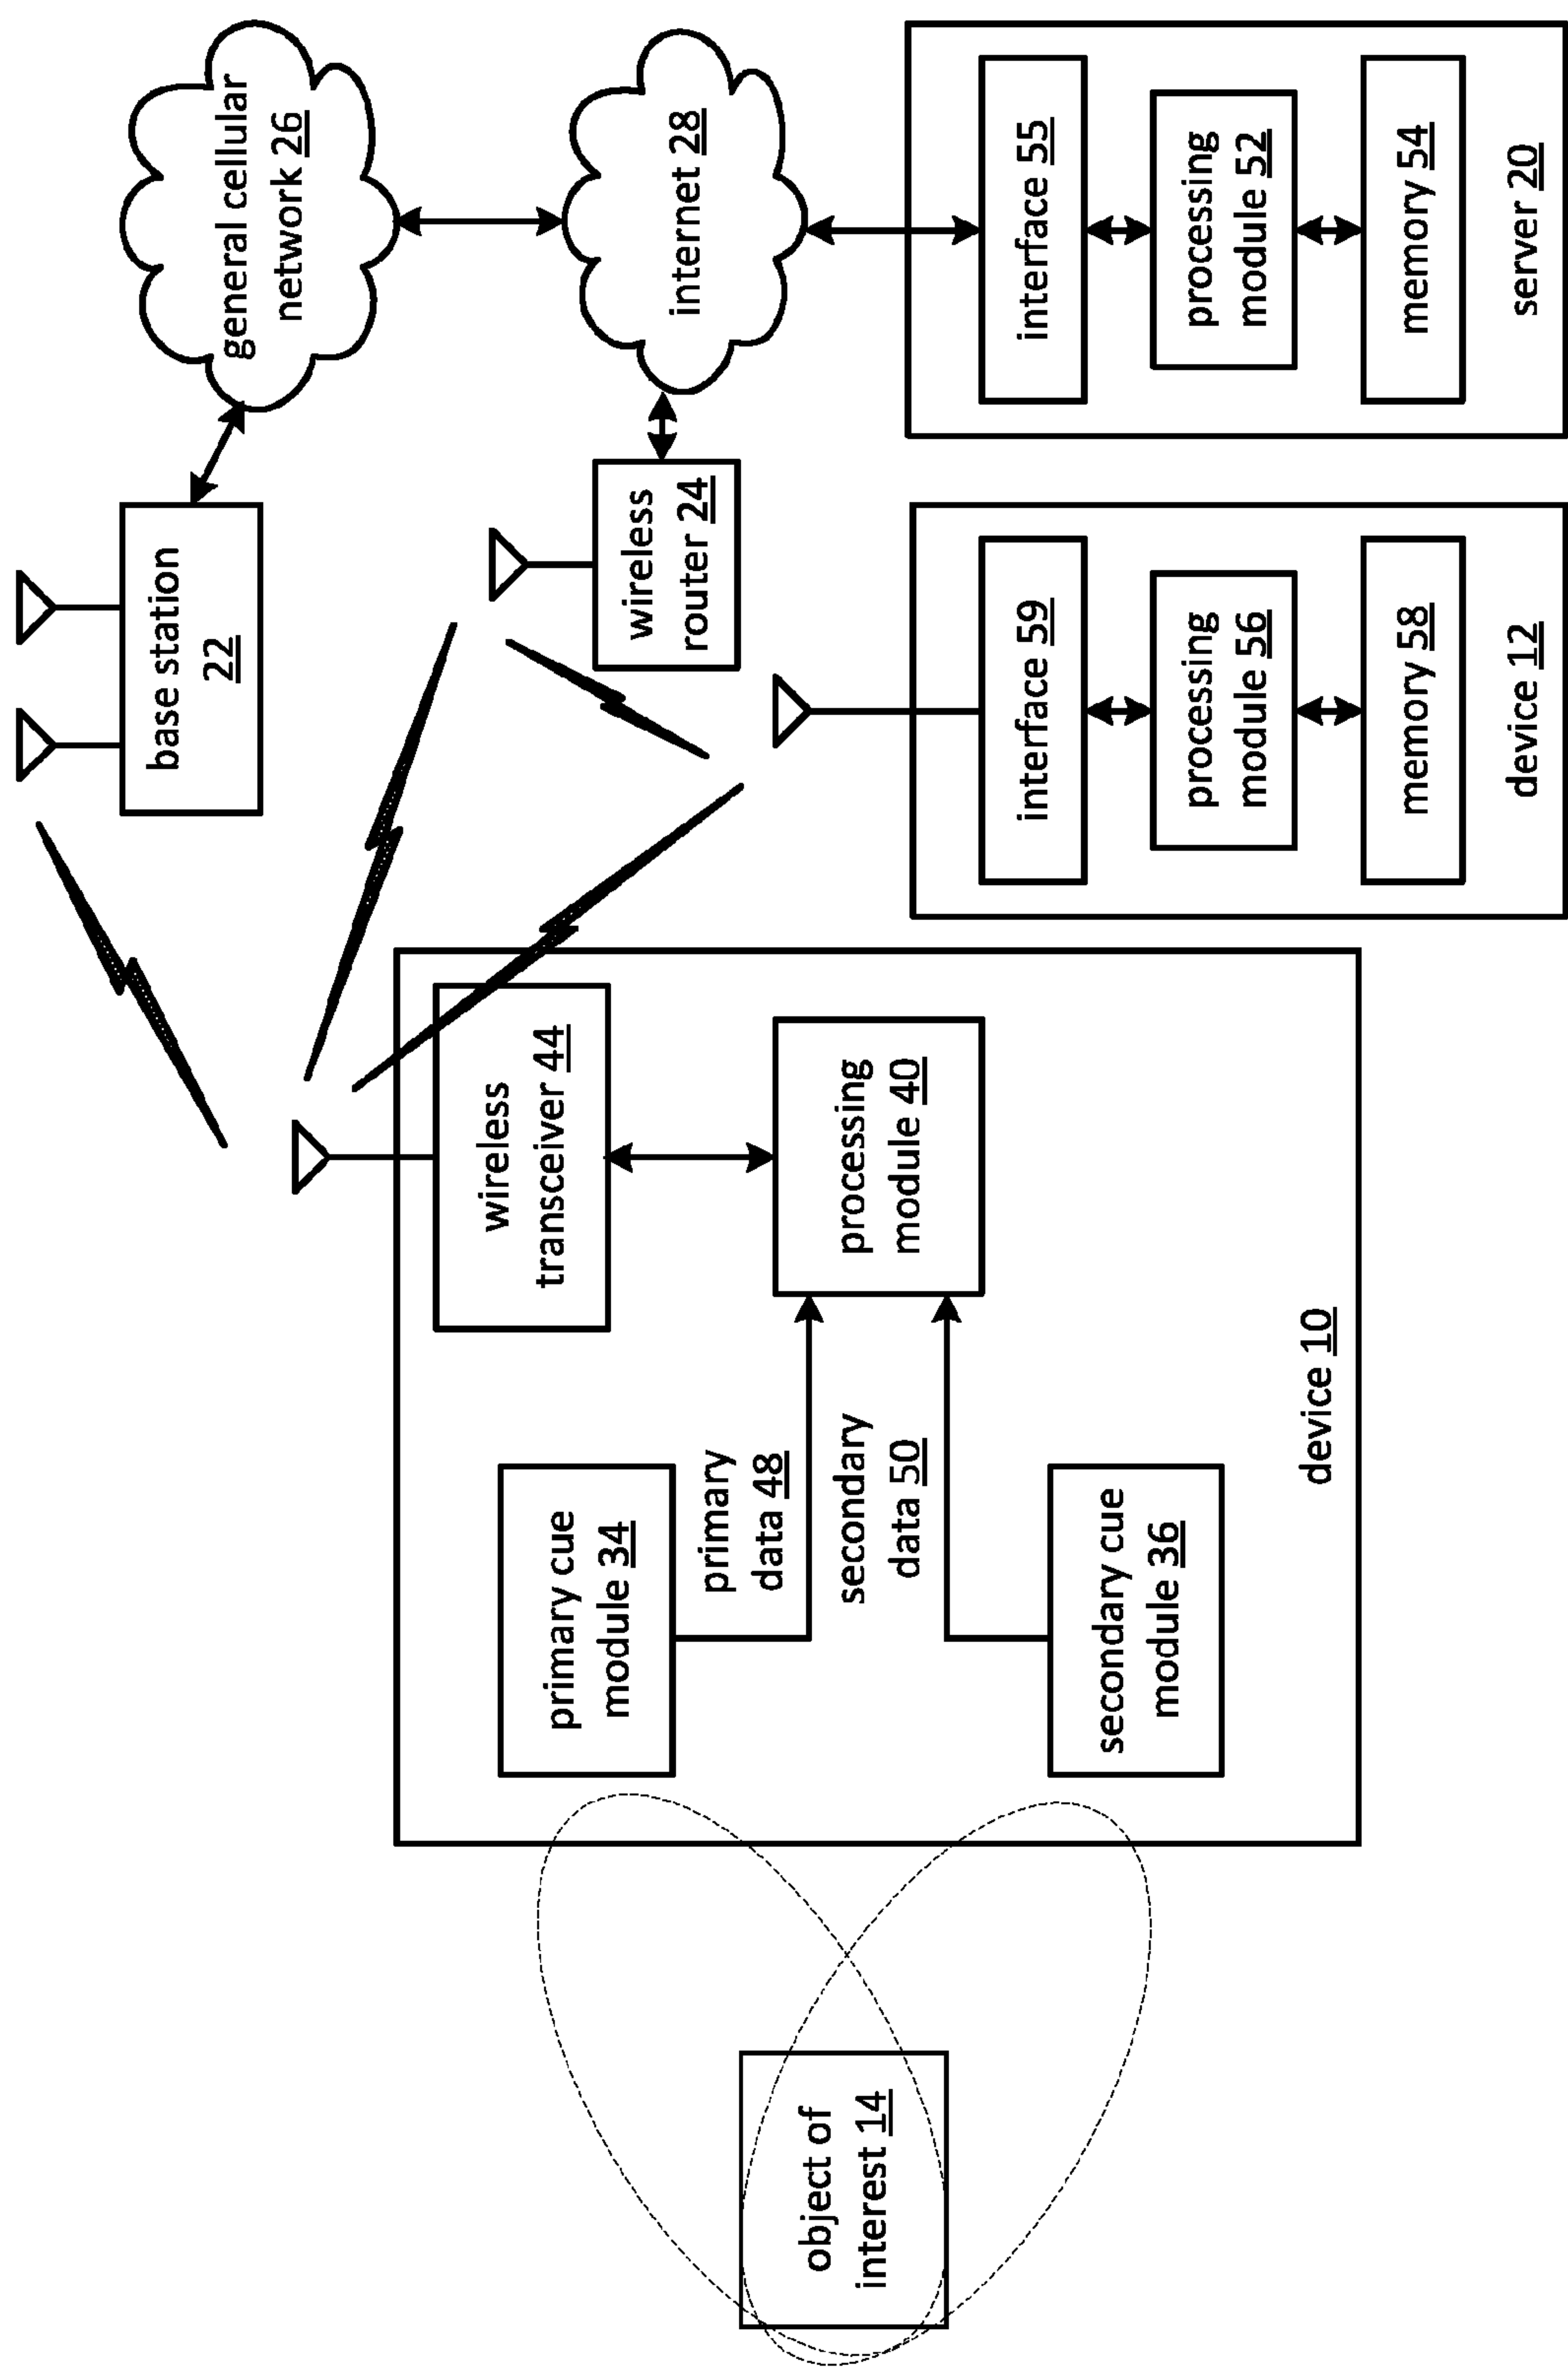 base station
22
general cellular
network 26
wireless
router 24
internet 28
object of
interest 14
primary cue
module 34
primary
data 48
secondary
data 50
secondary cue
module 36
wireless
transceiver 44
processing
module 40
device 10
interface 59
processing
module 56
memory 58
device 12
interface 55
processing
module 52
memory 54
server 20